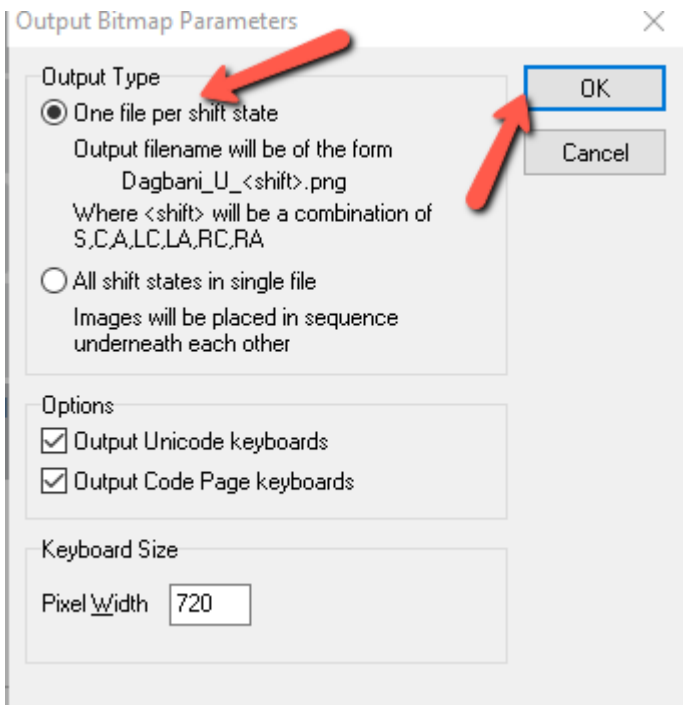 Output Bitmap Parameters
Output Type
One file per shift state
Output filename will be of the form
Dagbani_U_<shift>.png
Where <shift> will be a combination of
S,C,A,LC,LA,RC,RA
All shift states in single file
Images will be placed in sequence
underneath each other
OK
Cancel
Options
Output Unicode keyboards
Output Code Page keyboards
Keyboard Size
Pixel Width 720